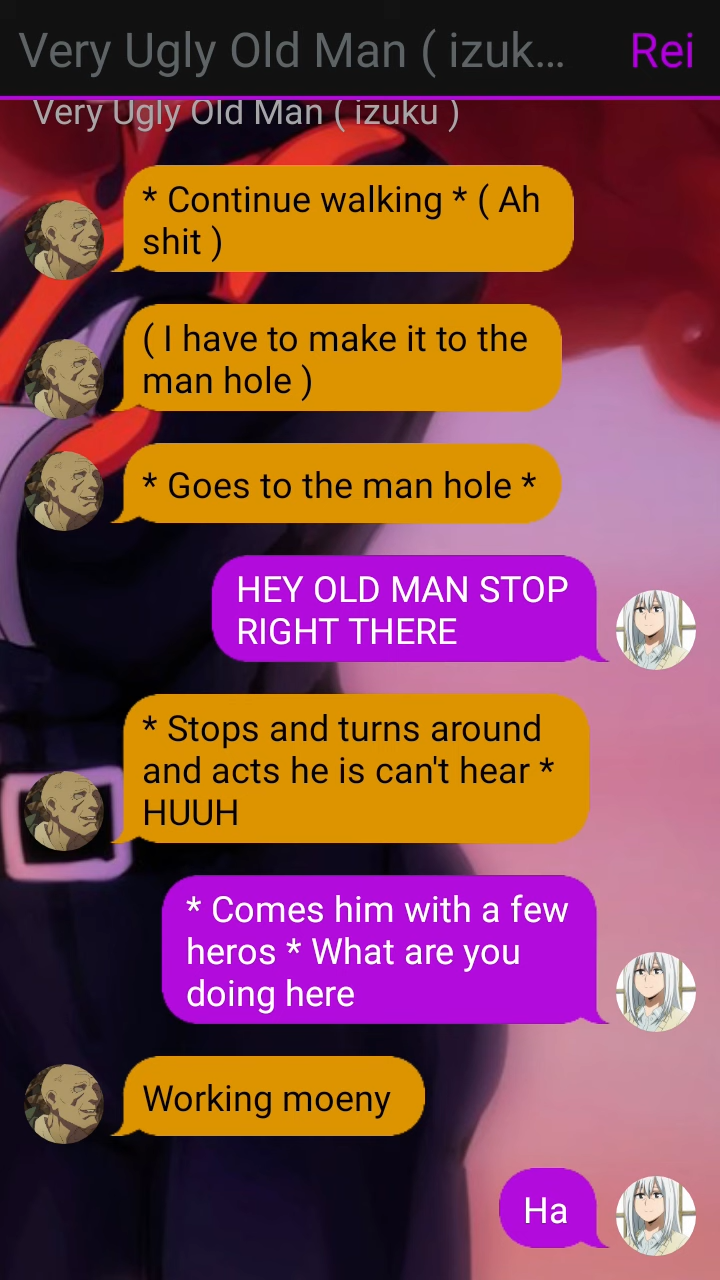 Very Ugly Old Man ( izuk... Rei
Very Ugly Old Man ( izuku )
* Continue walking * ( Ah
shit )
( I have to make it to the
man hole )
* Goes to the man hole *
HEY OLD MAN STOP
RIGHT THERE
* Stops and turns around
and acts he is can't hear *
HUUH
* Comes him with a few
heros * What are you
doing here
Working moeny
Ha